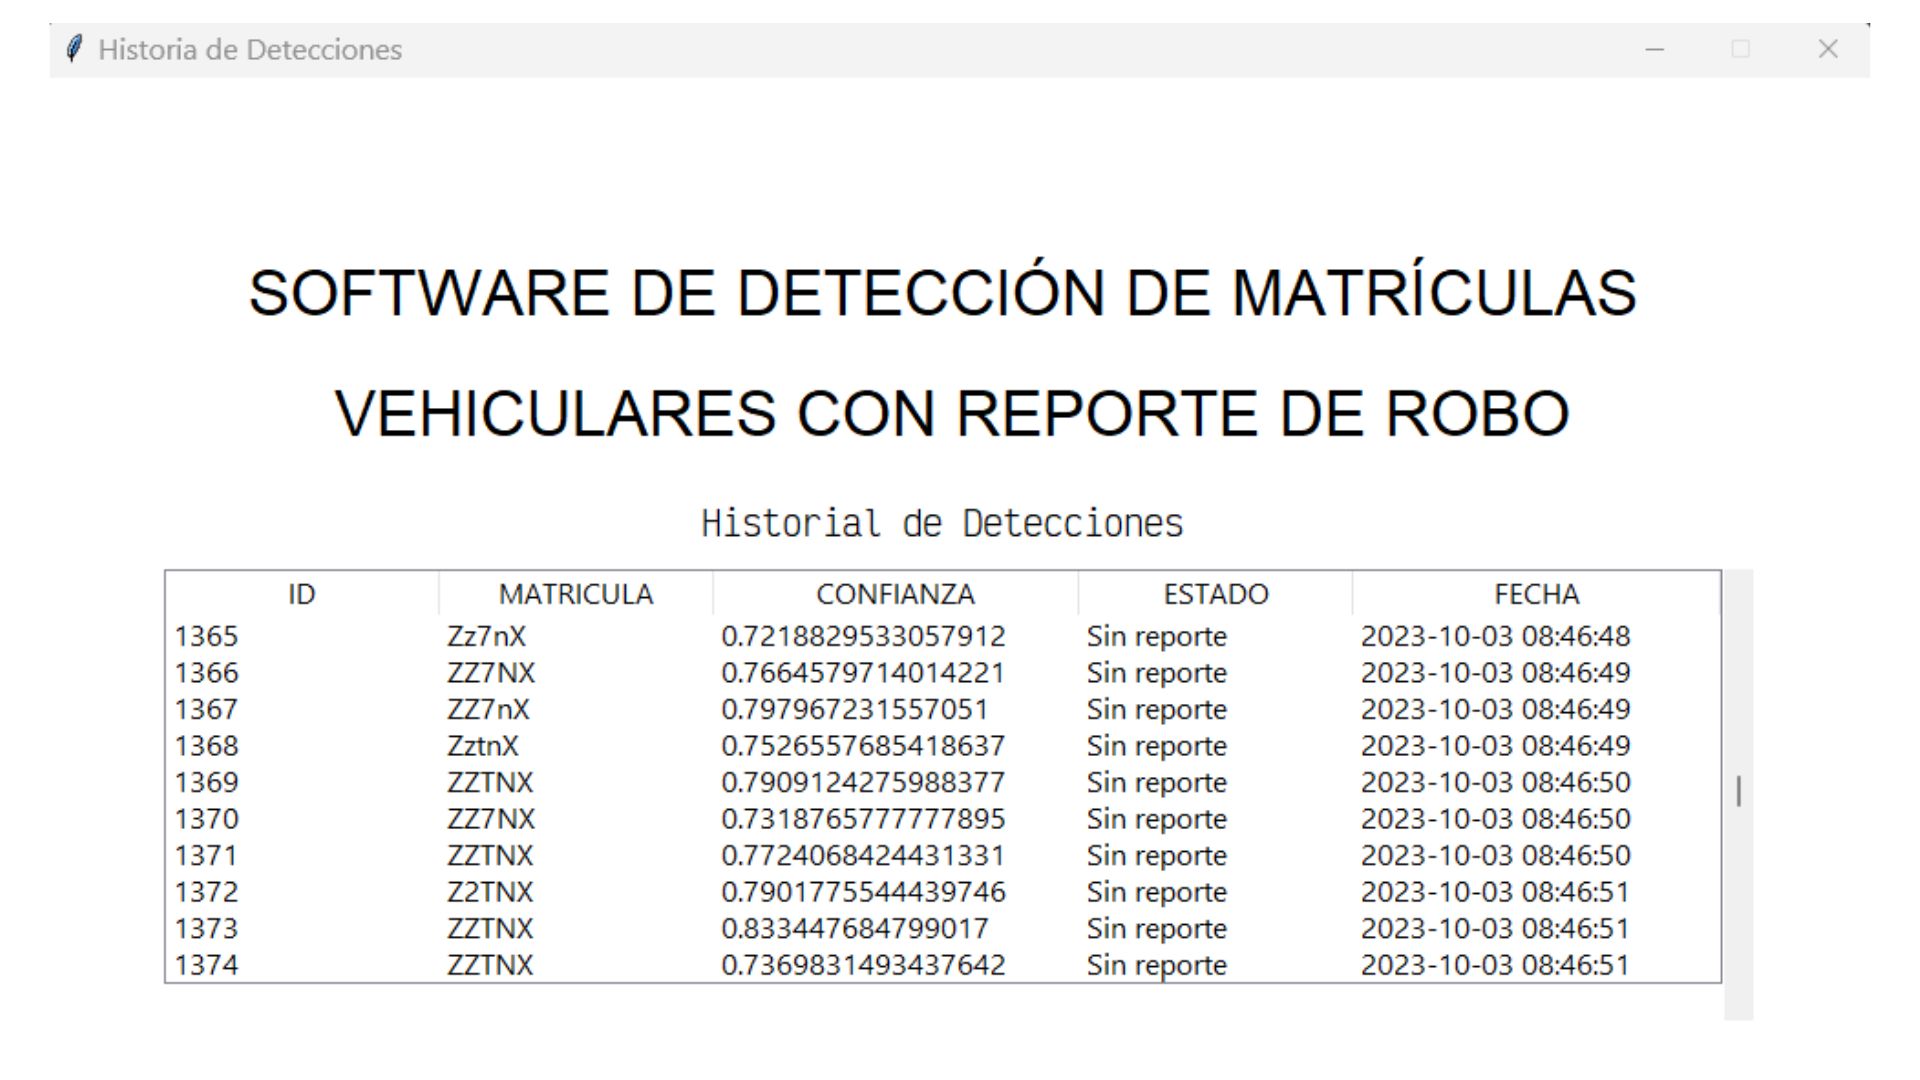 Historia de Detecciones
SOFTWARE DE DETECCIÓN DE MATRÍCULAS
VEHICULARES CON REPORTE DE ROBO
Historial de Detecciones
ID MATRICULA CONFIANZA ESTADO FECHA
1365 Zz7nX 0.7218829533057912 Sin reporte 2023-10-03 08:46:48
1366 ZZ7NX 0.7664579714014221 Sin reporte 2023-10-03 08:46:49
1367 ZZ7nX 0.797967231557051 Sin reporte 2023-10-03 08:46:49
1368 ZztnX 0.7526557685418637 Sin reporte 2023-10-03 08:46:49
1369 ZZTNX 0.7909124275988377 Sin reporte 2023-10-03 08:46:50
1370 ZZ7NX 0.7318765777777895 Sin reporte 2023-10-03 08:46:50
1371 ZZTNX 0.7724068424431331 Sin reporte 2023-10-03 08:46:50
1372 Z2TNX 0.7901775544439746 Sin reporte 2023-10-03 08:46:51
1373 ZZTNX 0.833447684799017 Sin reporte 2023-10-03 08:46:51
1374 ZZTNX 0.7369831493437642 Sin reporte 2023-10-03 08:46:51